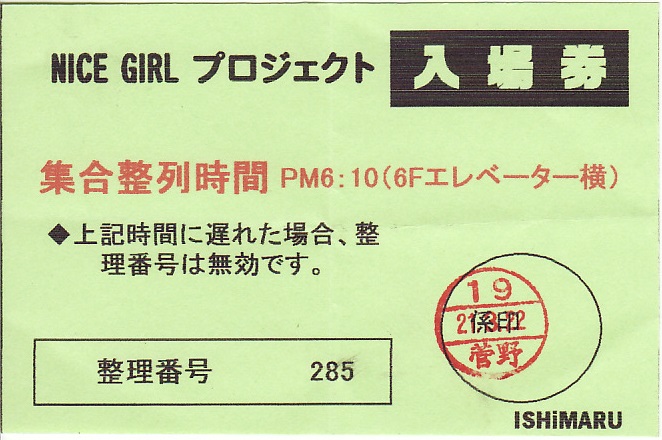 NICE GIRL プロジェクト 入場券
集合整列時間 PM6:10(6Fエレベーター横)
◆上記時間に遅れた場合、整
理番号は無効です。
19
係印
菅野
整理番号 285
ISHiMARU